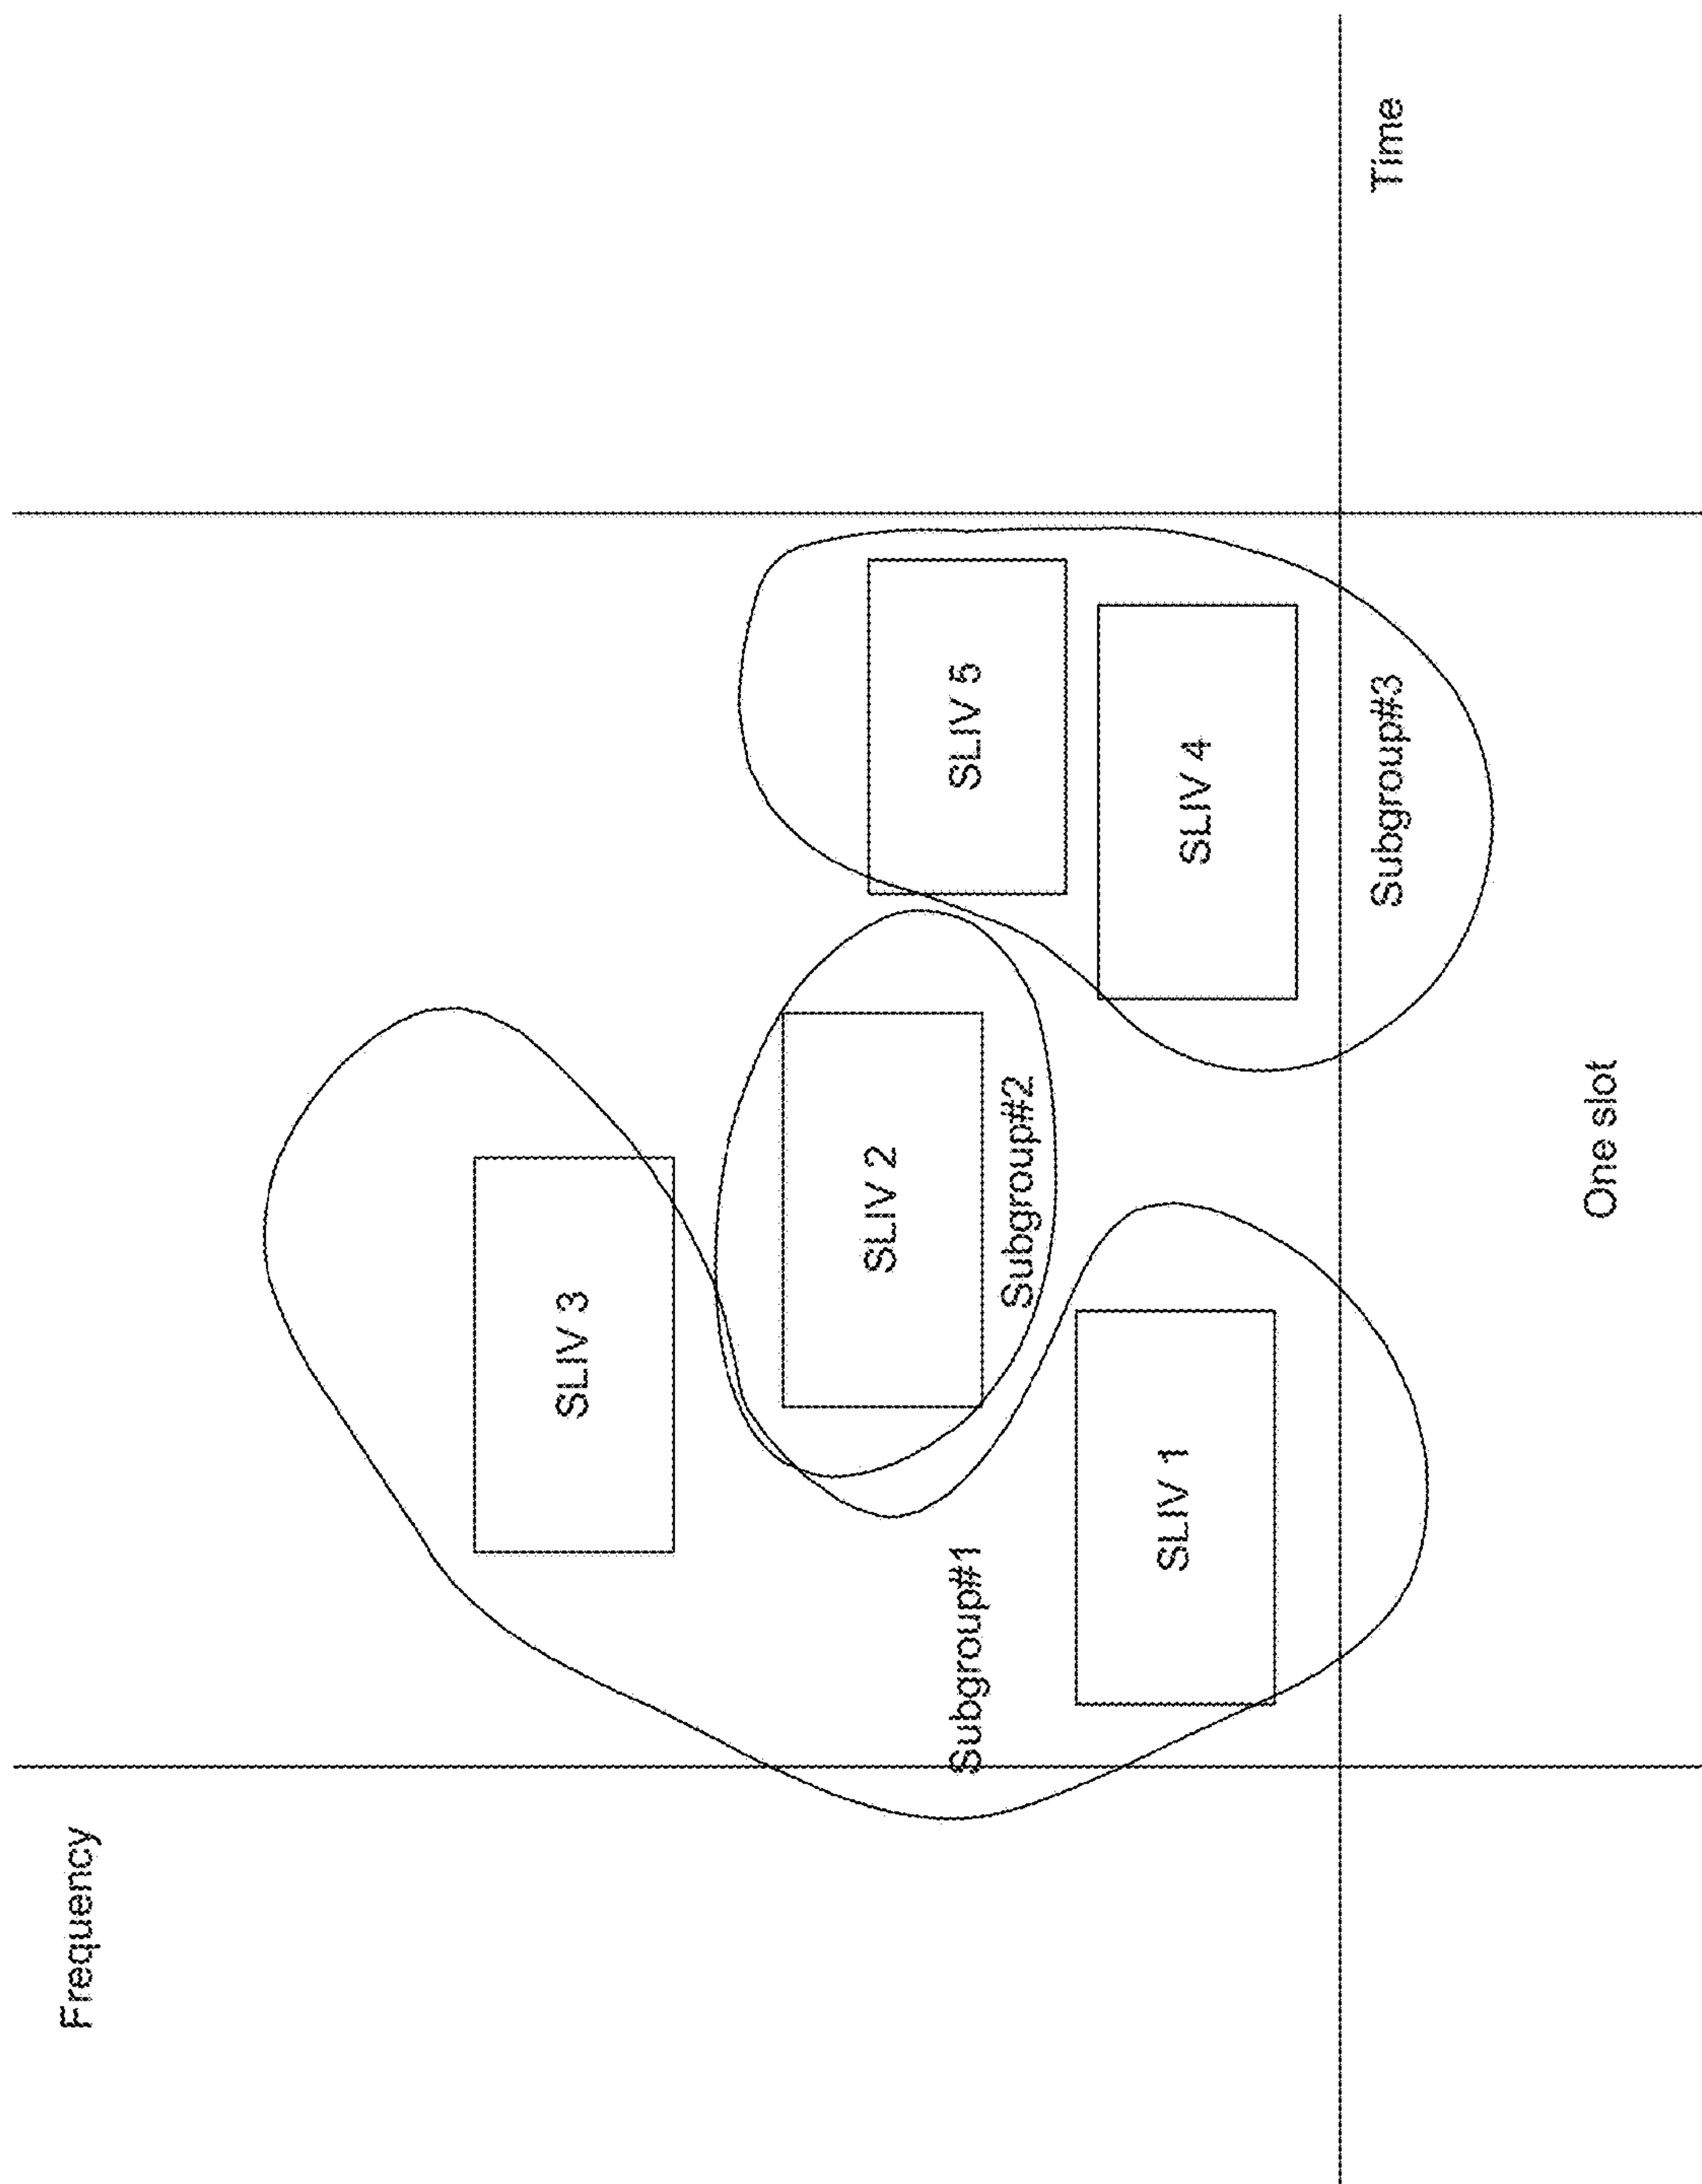 Frequency
SLIV 3
SLIV 2
Subgroup#2
SLIV 5
Subgroup#1
SLIV 1
SLIV 4
Subgroup#3
Time
One slot